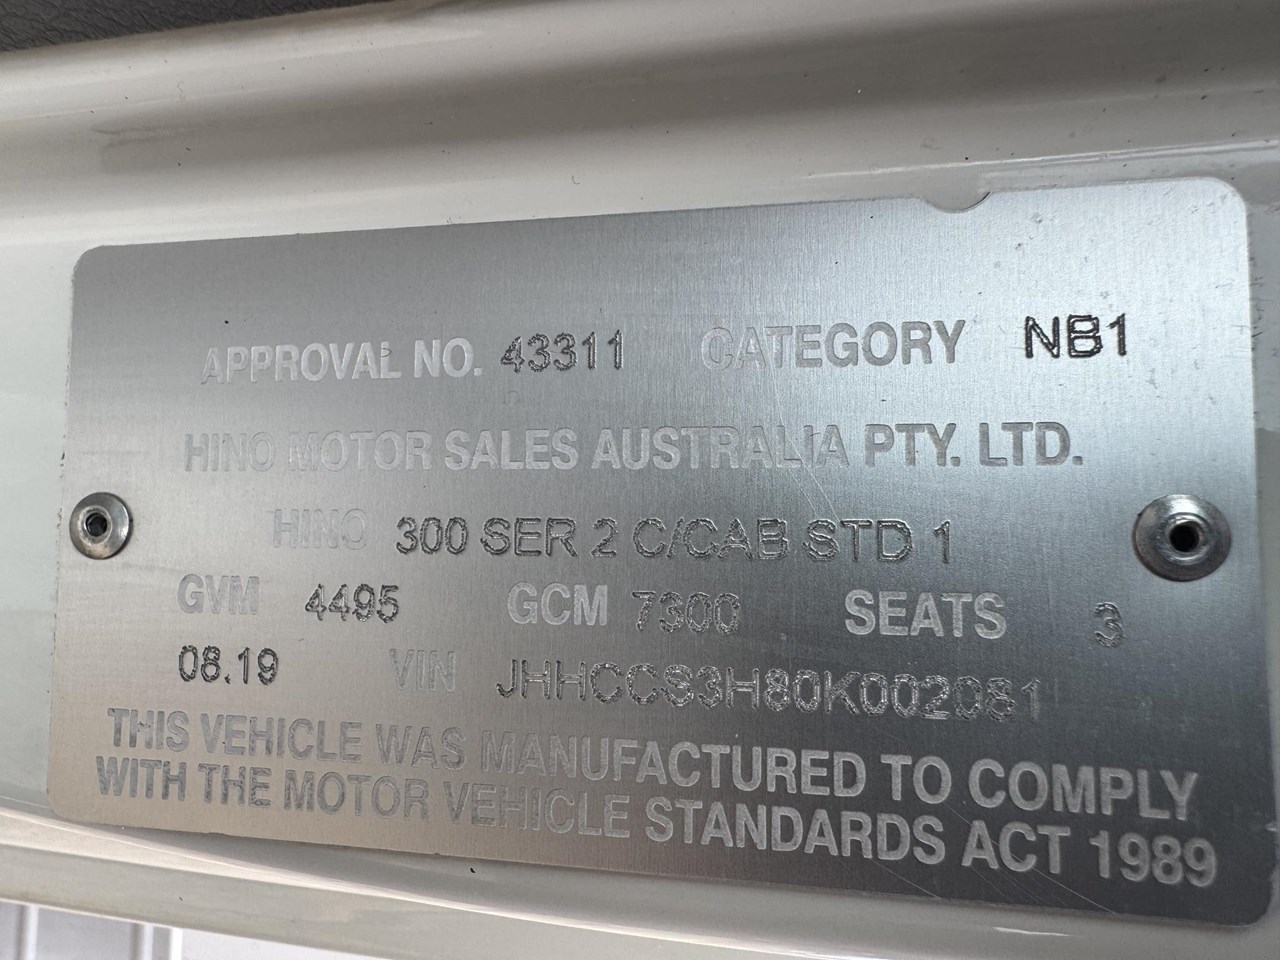 APPROVAL NO. 43311 CATEGORY NB1
HINO MOTOR SALES AUSTRALIA PTY. LTD.
HINO 300 SER 2 C/CAB STD 1
GVM 4495 GCM 7300 SEATS 3
08.19 VIN JHHCCS3H80K002081
THIS VEHICLE WAS MANUFACTURED TO COMPLY
WITH THE MOTOR VEHICLE STANDARDS ACT 1989